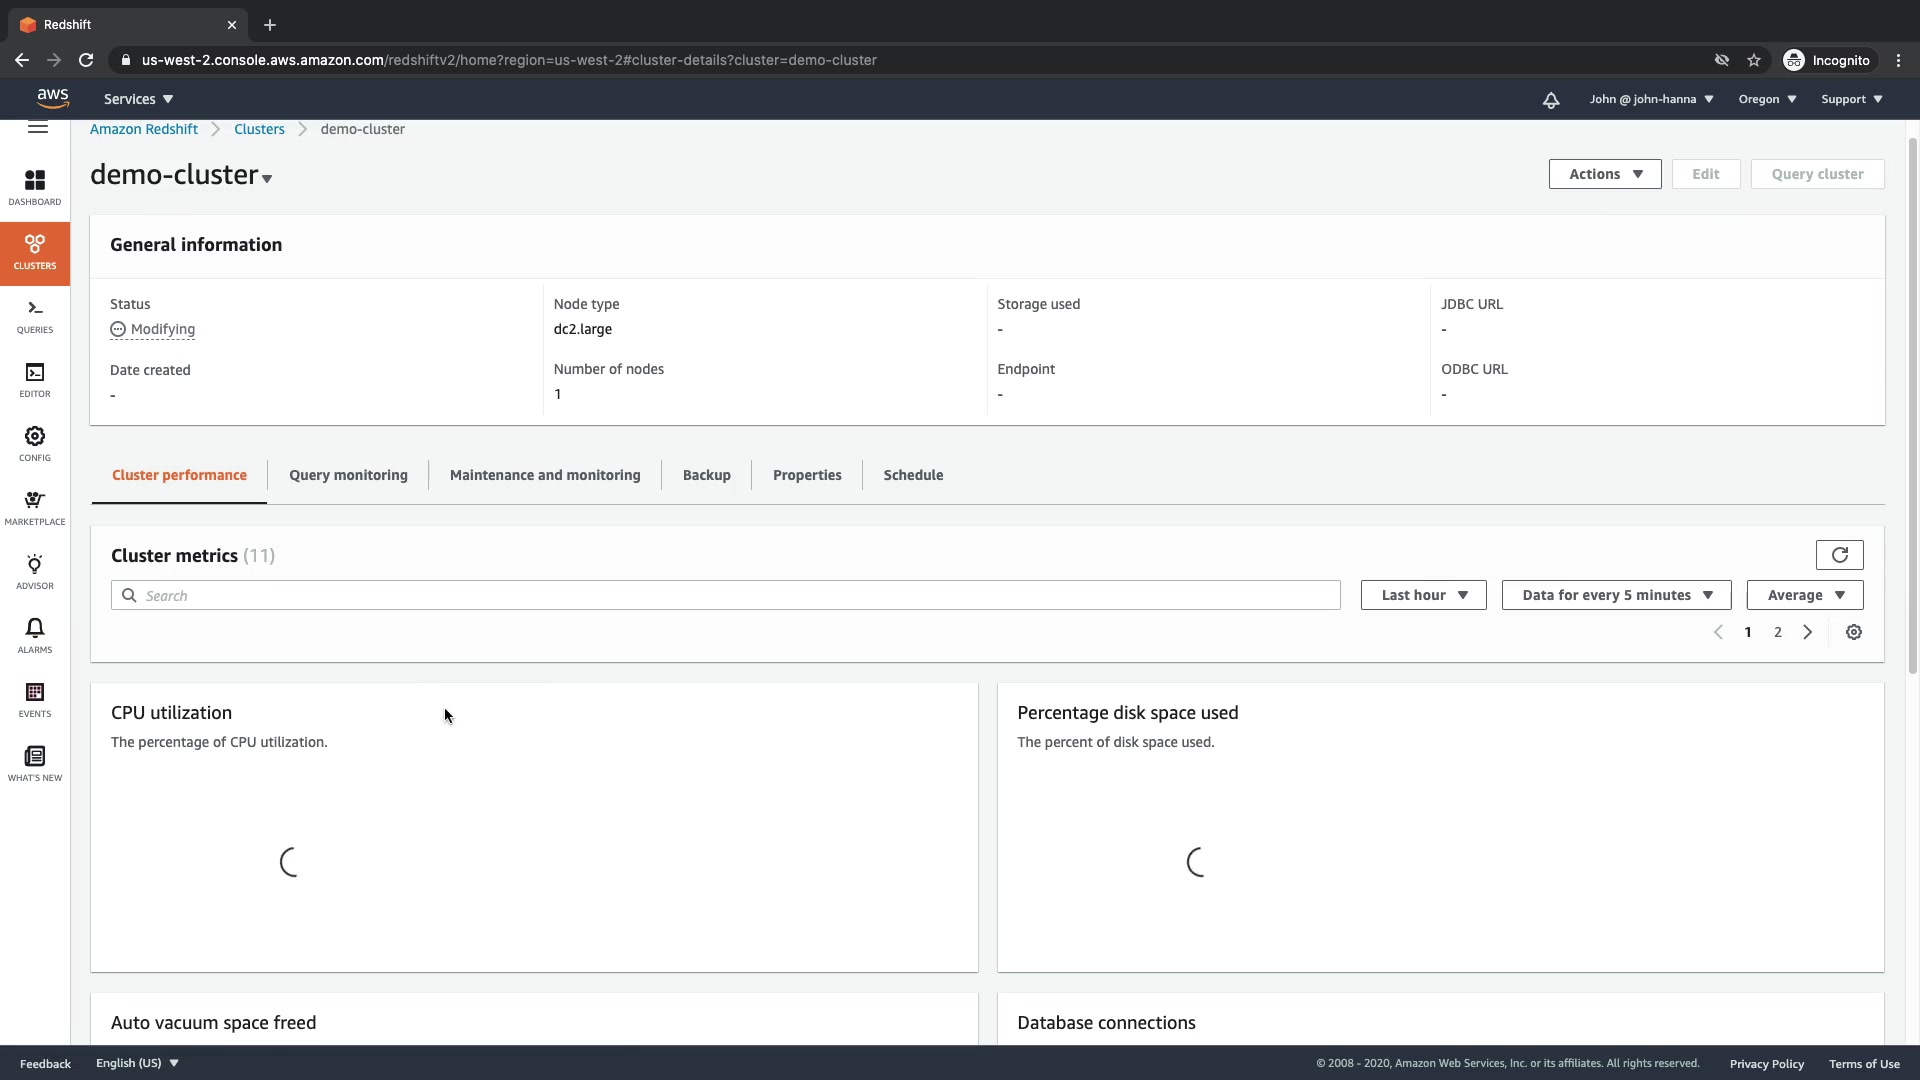 Redshift
us-west-2.console.aws.amazon.com/redshiftv2/home?region=us-west-2#cluster-details?cluster=demo-cluster
Incognito
aws
Services
John @ john-hanna
Oregon
Support
Amazon Redshift
Clusters
demo-cluster
demo-cluster
Actions
Edit
Query cluster
DASHBOARD
CLUSTERS
QUERIES
EDITOR
CONFIG
MARKETPLACE
ADVISOR
ALARMS
EVENTS
WHAT'S NEW
General information
Status
Modifying
Date created
-
Node type
dc2.large
Number of nodes
1
Storage used
-
Endpoint
-
JDBC URL
-
ODBC URL
-
Cluster performance
Query monitoring
Maintenance and monitoring
Backup
Properties
Schedule
Cluster metrics (11)
Search
Last hour
Data for every 5 minutes
Average
1
2
CPU utilization
The percentage of CPU utilization.
Percentage disk space used
The percent of disk space used.
Auto vacuum space freed
Database connections
Feedback
English (US)
© 2008 - 2020, Amazon Web Services, Inc. or its affiliates. All rights reserved.
Privacy Policy
Terms of Use